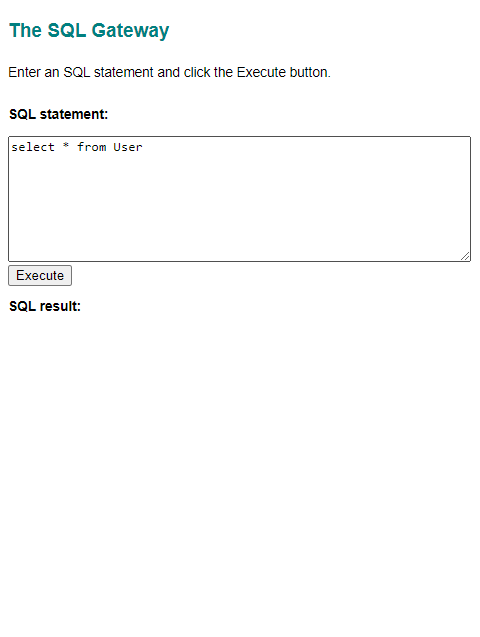 The SQL Gateway
Enter an SQL statement and click the Execute button.
SQL statement:
select * from User
Execute
SQL result: